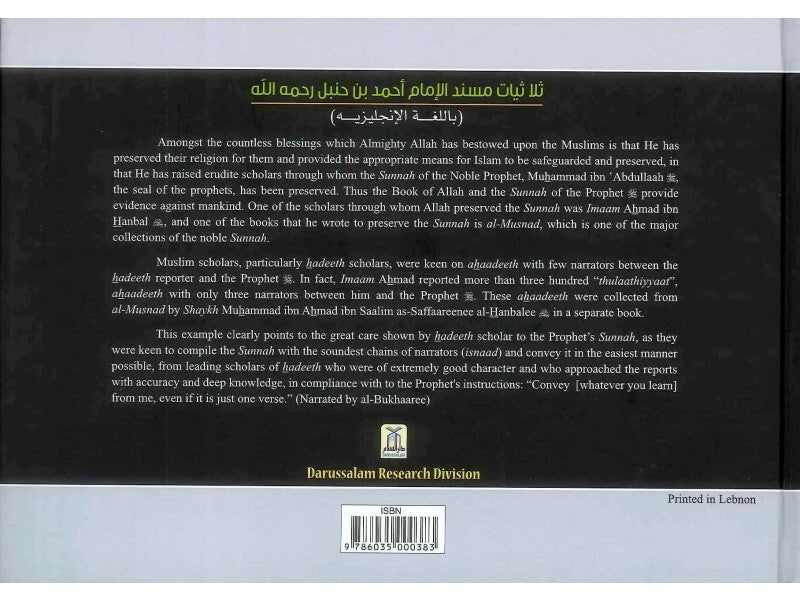 ثلاثيات مسند الإمام أحمد بن حنبل رحمه الله
(باللغة الإنجليزيه)
Amongst the countless blessings which Almighty Allah has bestowed upon the Muslims is that He has
preserved their religion for them and provided the appropriate means for Islam to be safeguarded and preserved, in
that He has raised erudite scholars through whom the Sunnah of the Noble Prophet, Muhammad ibn ´Abdullaah ﷺ,
the seal of the prophets, has been preserved. Thus the Book of Allah and the Sunnah of the Prophet ﷺ provide
evidence against mankind. One of the scholars through whom Allah preserved the Sunnah was Imaam Ahmad ibn
Hanbal , and one of the books that he wrote to preserve the Sunnah is al-Musnad, which is one of the major
collections of the noble Sunnah.
Muslim scholars, particularly hadeeth scholars, were keen on ahaadeeth with few narrators between the
hadeeth reporter and the Prophet ﷺ. In fact, Imaam Ahmad reported more than three hundred “thulaathiyyaat”,
ahaadeeth with only three narrators between him and the Prophet ﷺ. These ahaadeeth were collected from
al-Musnad by Shaykh Muhammad ibn Ahmad ibn Saalim as-Saffaareenee al-Hanbalee in a separate book.
This example clearly points to the great care shown by hadeeth scholar to the Prophet’s Sunnah, as they
were keen to compile the Sunnah with the soundest chains of narrators (isnaad) and convey it in the easiest manner
possible, from leading scholars of hadeeth who were of extremely good character and who approached the reports
with accuracy and deep knowledge, in compliance with to the Prophet's instructions: “Convey [whatever you learn]
from me, even if it is just one verse.” (Narrated by al-Bukhaaree)
دار السلام
DARUSSALAM
Darussalam Research Division
Printed in Lebnon
ISBN
9 786035 000383